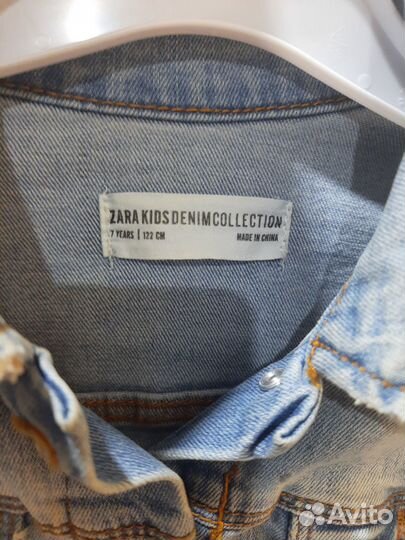 ZARA KIDS DENIM COLLECTION
7 YEARS | 122 CM MADE IN CHINA
Avito